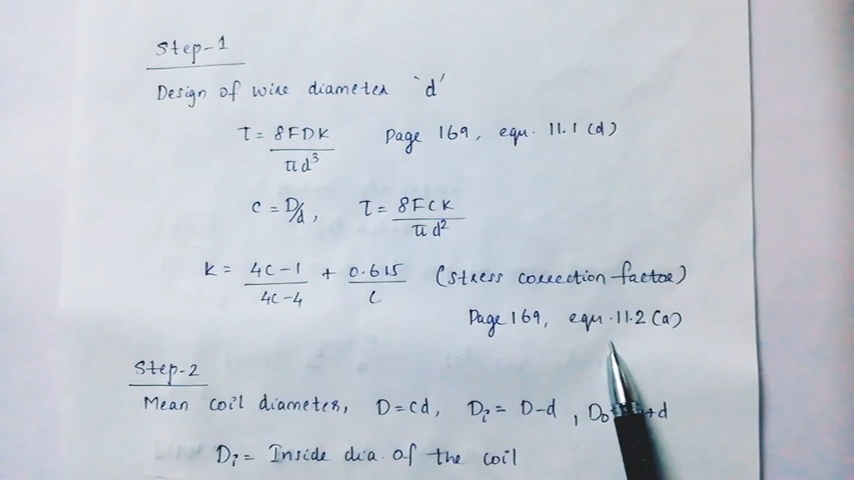 Step-1
Design of wire diameter 'd'
τ = 8FDK / πd³ Page 169, equ. 11.1 (d)
C = D/d, τ = 8FCK / πd²
K = 4C-1 / 4C-4 + 0.615 / C (stress correction factor)
Page 169, equ. 11.2 (a)
Step-2
Mean coil diameter, D = Cd, Di = D-d, Do +d
Di = Inside dia. of the coil